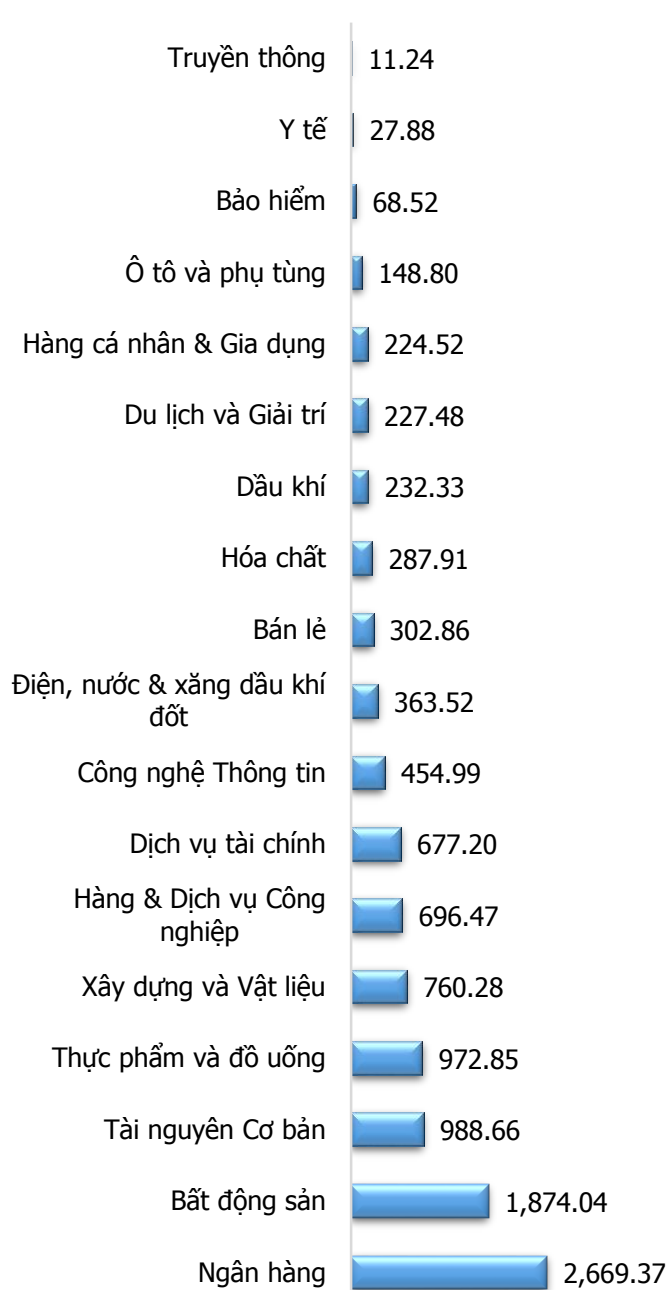 Truyền thông 11.24
Y tế 27.88
Bảo hiểm 68.52
Ô tô và phụ tùng 148.80
Hàng cá nhân & Gia dụng 224.52
Du lịch và Giải trí 227.48
Dầu khí 232.33
Hóa chất 287.91
Bán lẻ 302.86
Điện, nước & xăng dầu khí
đốt
363.52
Công nghệ Thông tin 454.99
Dịch vụ tài chính 677.20
Hàng & Dịch vụ Công
nghiệp
696.47
Xây dựng và Vật liệu 760.28
Thực phẩm và đồ uống 972.85
Tài nguyên Cơ bản 988.66
Bất động sản 1,874.04
Ngân hàng 2,669.37